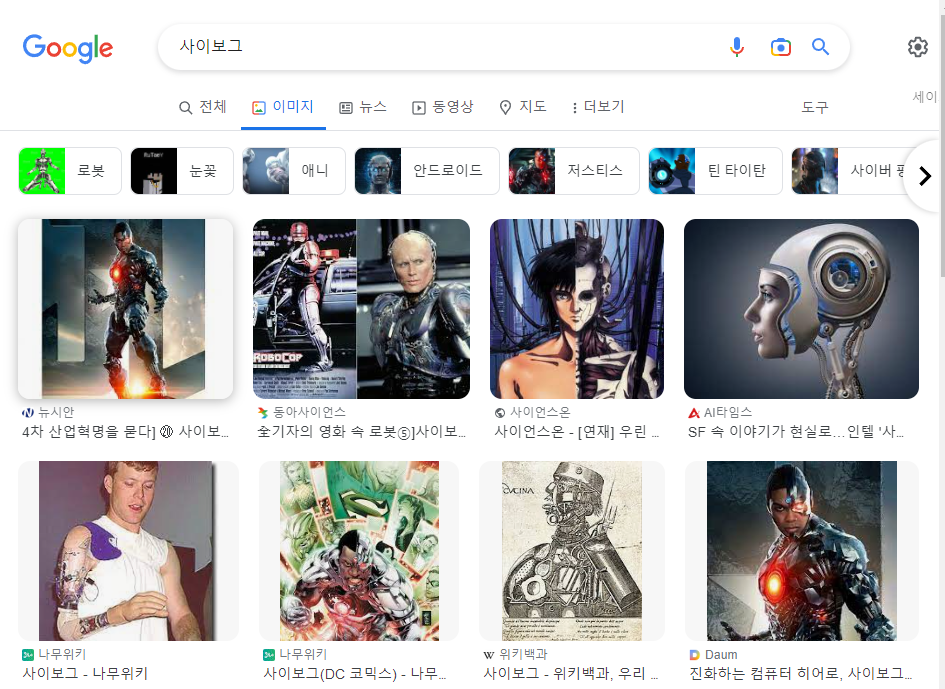 Google
사이보그
세이
전체
이미지
뉴스
동영상
지도
더보기
도구
로봇
눈꽃
애니
안드로이드
저스티스
틴 타이탄
사이버
ROBOCOP
뉴시안
4차 산업혁명을 묻다] ⑳ 사이보...
동아사이언스
全기자의 영화 속 로봇⑤]사이보...
사이언스온
사이언스온 - [연재] 우린 ...
AI타임스
SF 속 이야기가 현실로...인텔 '사...
CVCINA
나무위키
사이보그 - 나무위키
나무위키
사이보그(DC 코믹스) - 나무...
위키백과
사이보그 - 위키백과, 우리 ...
Daum
진화하는 컴퓨터 히어로, 사이보그...